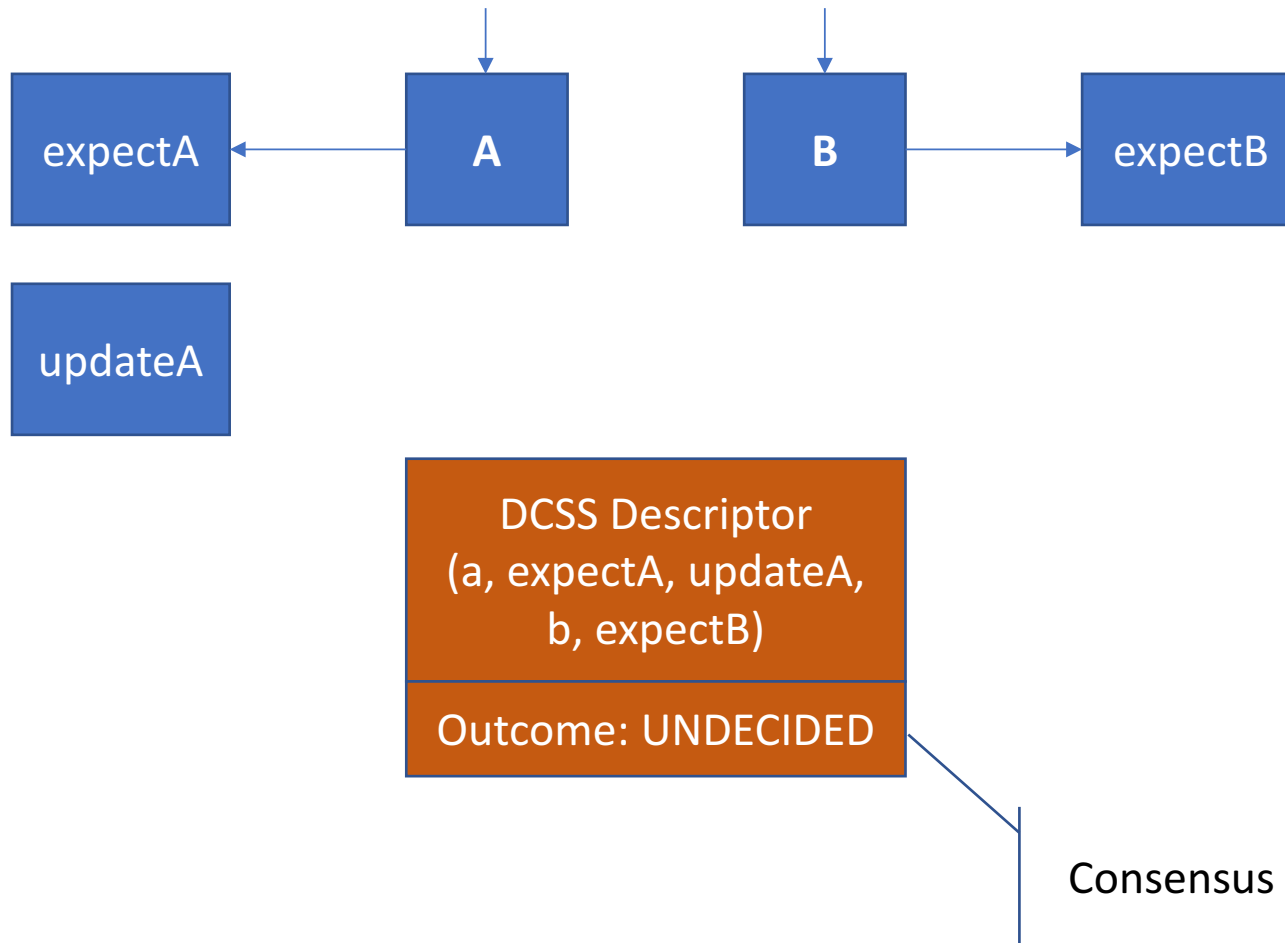 expectA
A
B
expectB
updateA
DCSS Descriptor
(a, expectA, updateA,
b, expectB)
Outcome: UNDECIDED
Consensus